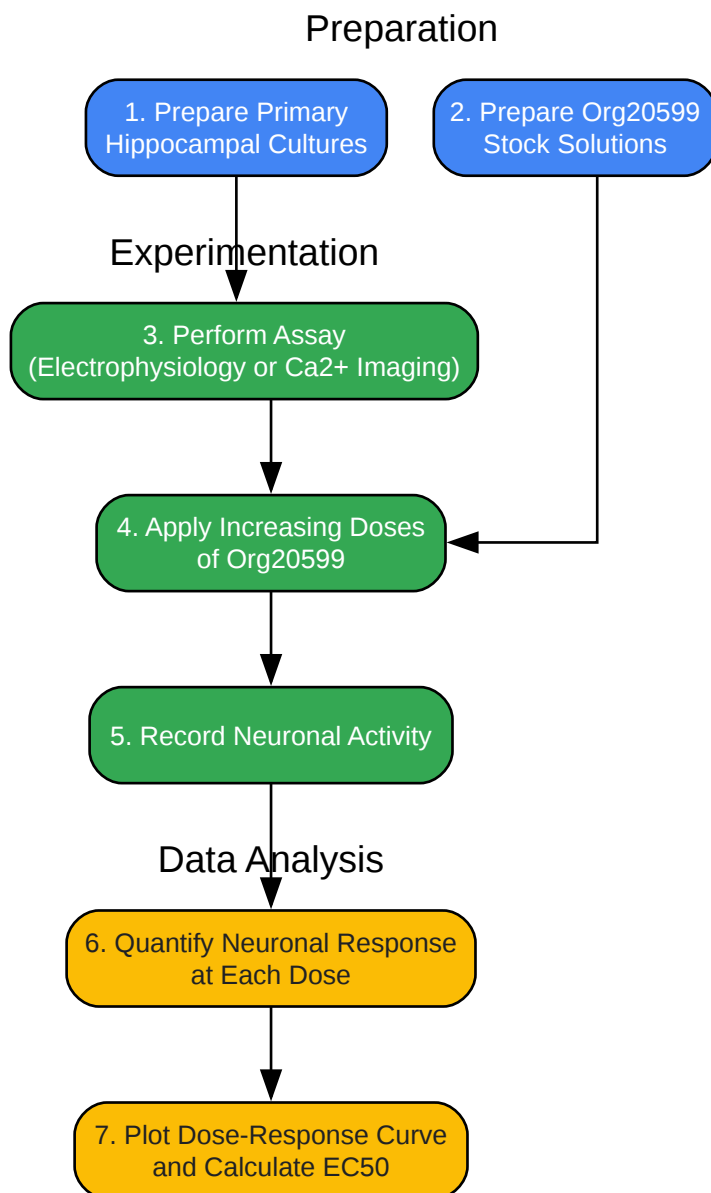 Preparation
1. Prepare Primary
Hippocampal Cultures
2. Prepare Org20599
Stock Solutions
Experimentation
3. Perform Assay
(Electrophysiology or Ca2+ Imaging)
4. Apply Increasing Doses
of Org20599
5. Record Neuronal Activity
Data Analysis
6. Quantify Neuronal Response
at Each Dose
7. Plot Dose-Response Curve
and Calculate EC50